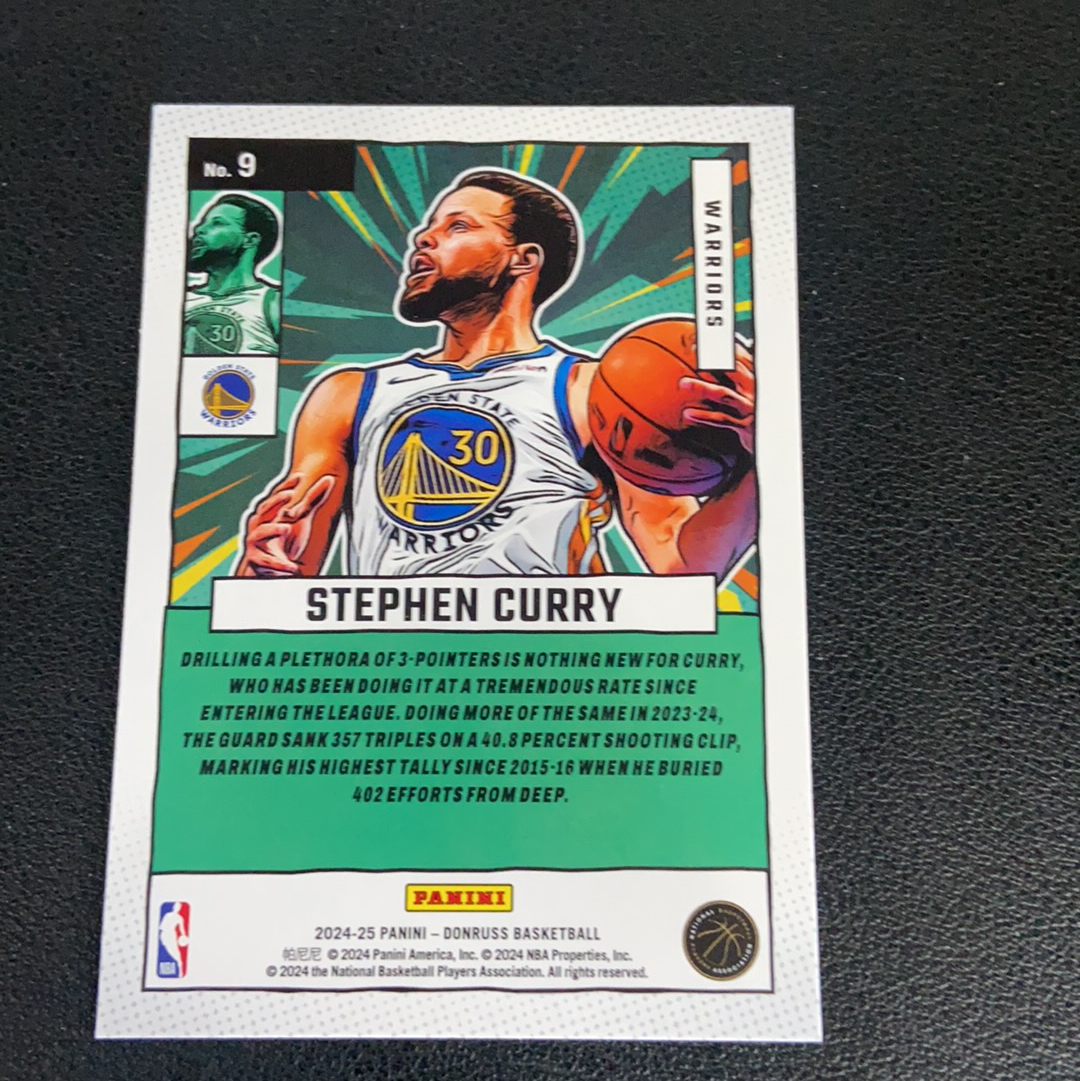 No. 9
WARRIORS
30
GOLDEN STATE
WARRIORS
GOLDEN STATE
30
WARRIORS
STEPHEN CURRY
DRILLING A PLETHORA OF 3-POINTERS IS NOTHING NEW FOR CURRY,
WHO HAS BEEN DOING IT AT A TREMENDOUS RATE SINCE
ENTERING THE LEAGUE. DOING MORE OF THE SAME IN 2023-24,
THE GUARD SANK 357 TRIPLES ON A 40.8 PERCENT SHOOTING CLIP,
MARKING HIS HIGHEST TALLY SINCE 2015-16 WHEN HE BURIED
402 EFFORTS FROM DEEP.
PANINI
2024-25 PANINI – DONRUSS BASKETBALL
帕尼尼 © 2024 Panini America, Inc. © 2024 NBA Properties, Inc.
© 2024 the National Basketball Players Association. All rights reserved.
NBA
NATIONAL BASKETBALL PLAYERS ASSOCIATION